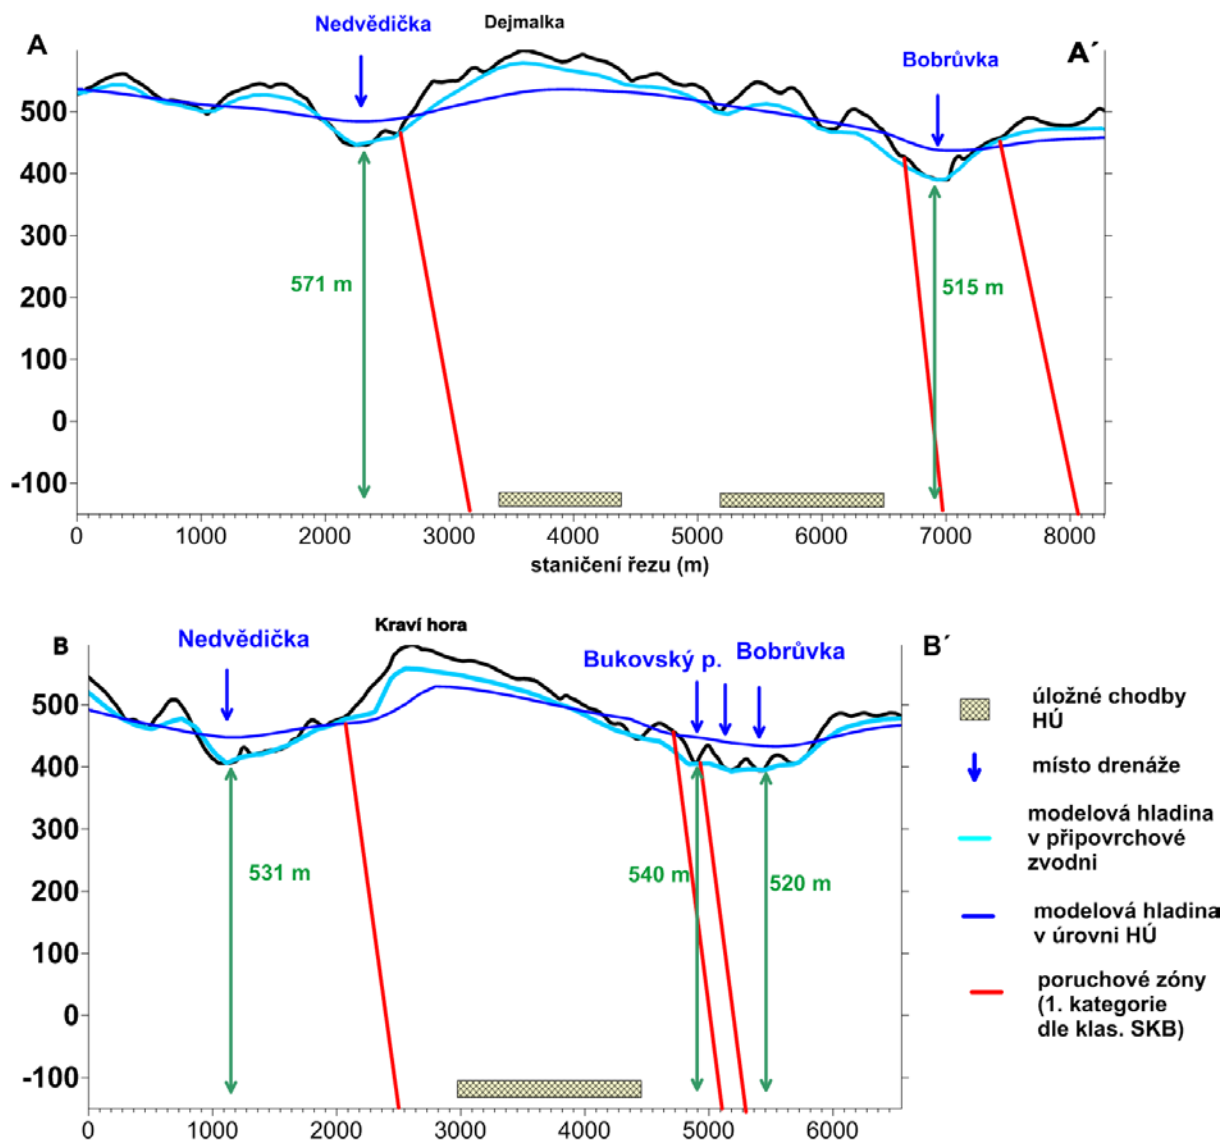 A
Nedvědička
Dejmalka
Bobrůvka
A´
500
400
300
200
100
0
-100
571 m
515 m
0 1000 2000 3000 4000 5000 6000 7000 8000
staničení řezu (m)
B
Nedvědička
Kraví hora
Bukovský p.
Bobrůvka
B´
500
400
300
200
100
0
-100
531 m
540 m
520 m
0 1000 2000 3000 4000 5000 6000
úložné chodby
HÚ
místo drenáže
modelová hladina
v připovrchové
zvodni
modelová hladina
v úrovni HÚ
poruchové zóny
(1. kategorie
dle klas. SKB)